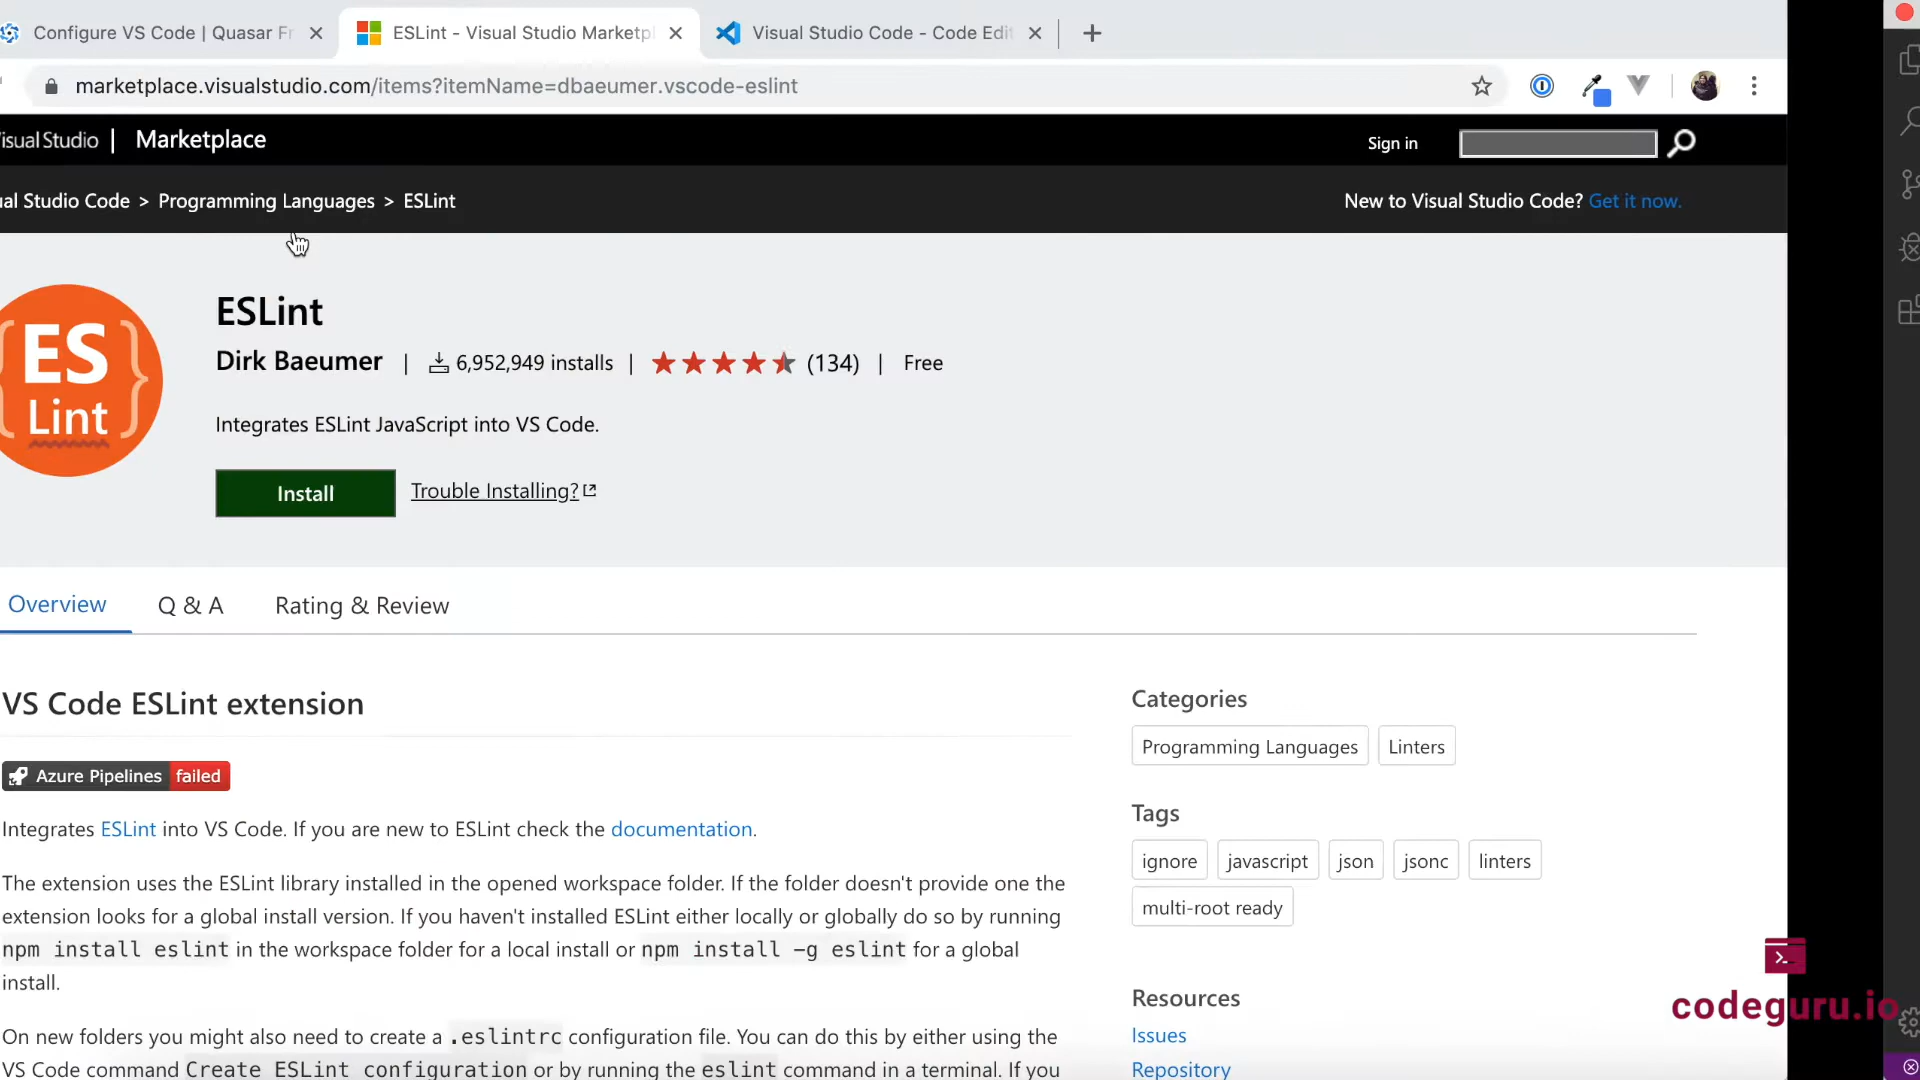 Configure VS Code | Quasar Fr
ESLint - Visual Studio Marketpl
Visual Studio Code - Code Edit
marketplace.visualstudio.com/items?itemName=dbaeumer.vscode-eslint
isual Studio | Marketplace
Sign in
ual Studio Code > Programming Languages > ESLint
New to Visual Studio Code? Get it now.
{ES}
Lint
ESLint
Dirk Baeumer | 6,952,949 installs | (134) | Free
Integrates ESLint JavaScript into VS Code.
Install
Trouble Installing?
Overview
Q & A
Rating & Review
VS Code ESLint extension
Azure Pipelines failed
Integrates ESLint into VS Code. If you are new to ESLint check the documentation.
The extension uses the ESLint library installed in the opened workspace folder. If the folder doesn't provide one the
extension looks for a global install version. If you haven't installed ESLint either locally or globally do so by running
npm install eslint in the workspace folder for a local install or npm install -g eslint for a global
install.
On new folders you might also need to create a .eslintrc configuration file. You can do this by either using the
VS Code command Create ESLint configuration or by running the eslint command in a terminal. If you
Categories
Programming Languages
Linters
Tags
ignore
javascript
json
jsonc
linters
multi-root ready
Resources
Issues
Repository
codeguru.io